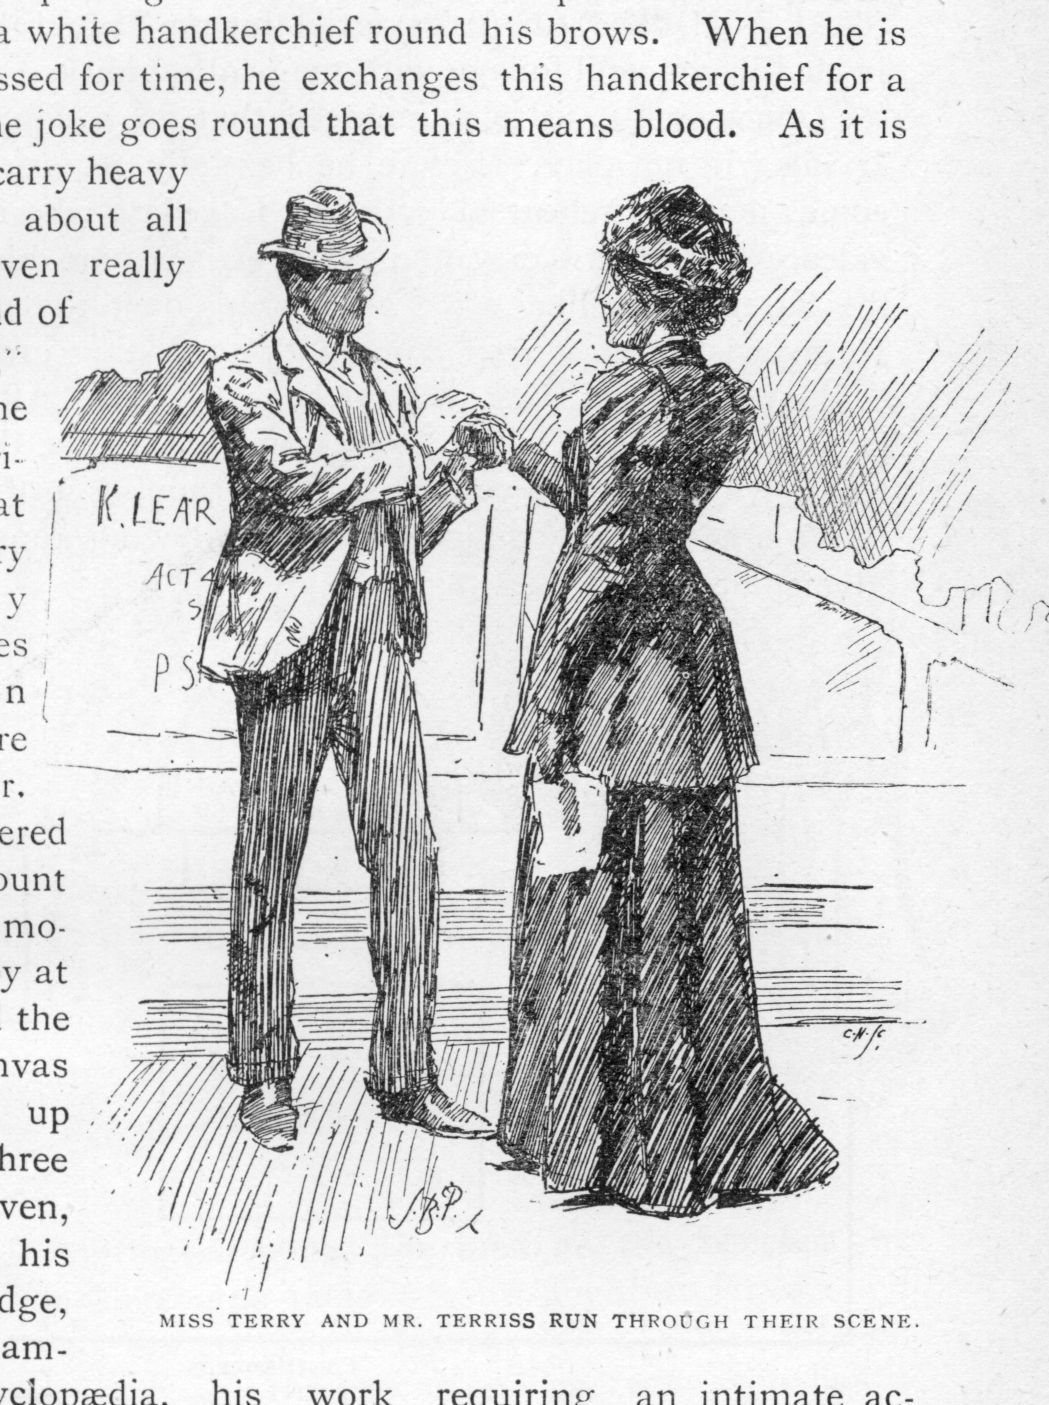 a white handkerchief round his brows. When he is
ssed for time, he exchanges this handkerchief for a
e joke goes round that this means blood. As it is
carry heavy
about all
ven really
d of
ne
i-
at
ry
y
es
n
re
r.
ered
ount
mo-
y at
the
nvas
up
hree
ven,
his
dge,
am-
K. LEAR
ACT 4
S
P S
C.H. Sc.
J.B.P.
MISS TERRY AND MR. TERRISS RUN THROUGH THEIR SCENE.
yclopædia, his work requiring an intimate ac-